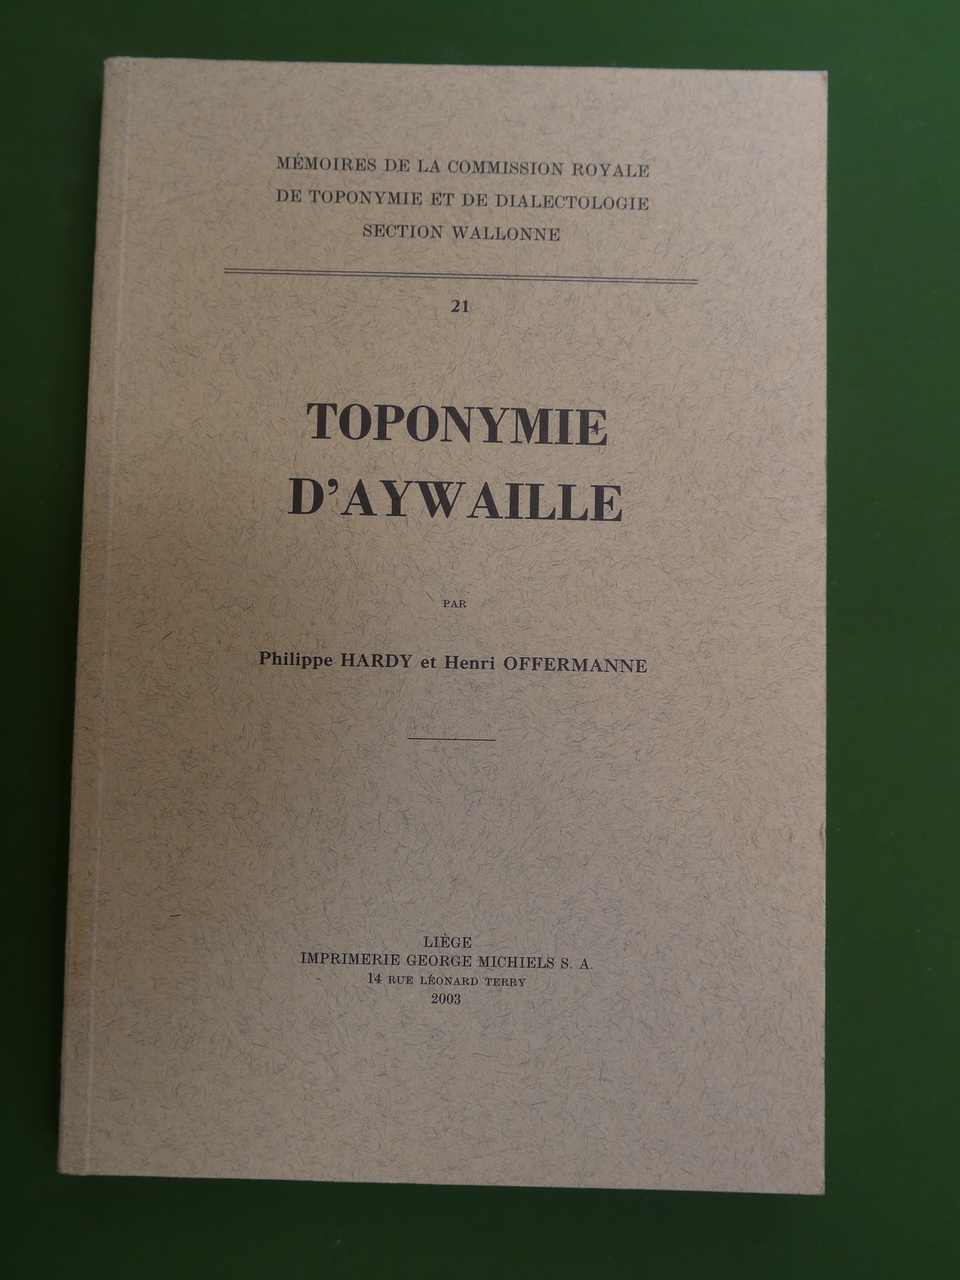 MÉMOIRES DE LA COMMISSION ROYALE
DE TOPONYMIE ET DE DIALECTOLOGIE
SECTION WALLONNE
21
TOPONYMIE
D'AYWAILLE
PAR
Philippe HARDY et Henri OFFERMANNE
LIÈGE
IMPRIMERIE GEORGE MICHIELS S. A.
14 RUE LÉONARD TERRY
2003